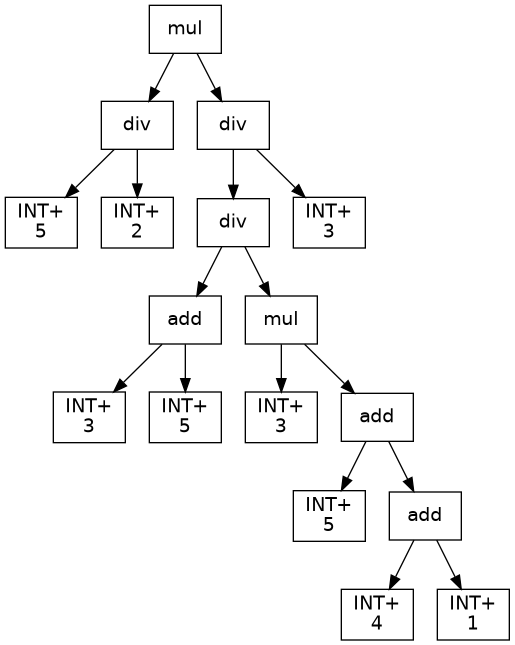 mul
div
div
INT+
5
INT+
2
div
INT+
3
add
mul
INT+
3
INT+
5
INT+
3
add
INT+
5
add
INT+
4
INT+
1